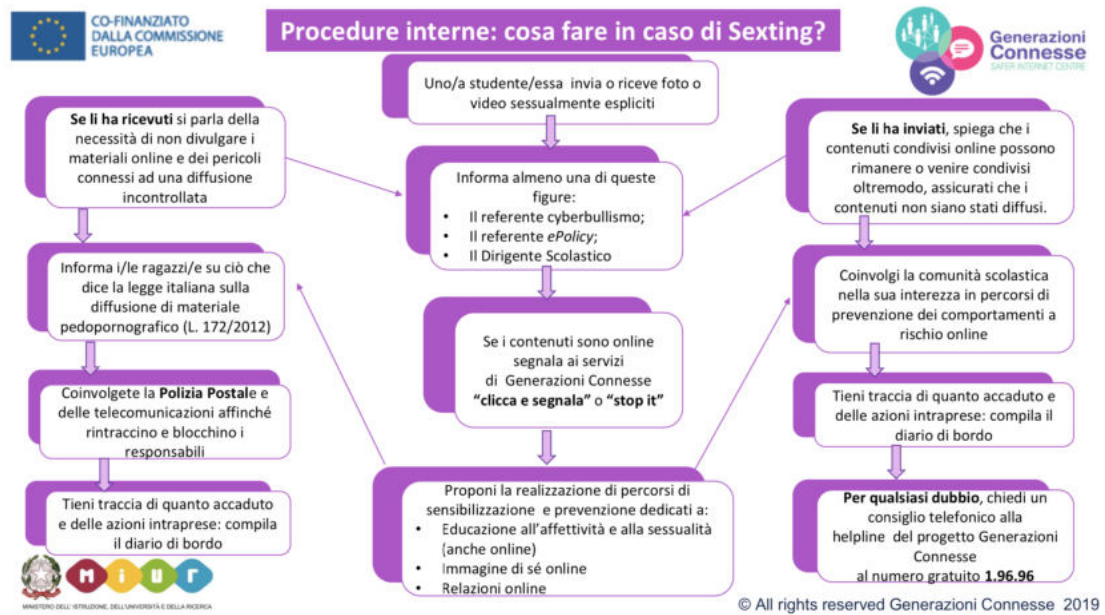 CO-FINANZIATO
DALLA COMMISSIONE
EUROPEA
Procedure interne: cosa fare in caso di Sexting?
Generazioni
Connesse
SAFER INTERNET CENTRE
Uno/a studente/essa invia o riceve foto o
video sessualmente espliciti
Se li ha ricevuti si parla della
necessità di non divulgare i
materiali online e dei pericoli
connessi ad una diffusione
incontrollata
Informa i/le ragazzi/e su ciò che
dice la legge italiana sulla
diffusione di materiale
pedopornografico (L. 172/2012)
Coinvolgete la Polizia Postale e
delle telecomunicazioni affinché
rintraccino e blocchino i
responsabili
Tieni traccia di quanto accaduto
e delle azioni intraprese: compila
il diario di bordo
Informa almeno una di queste
figure:
• Il referente cyberbullismo;
• Il referente ePolicy;
• Il Dirigente Scolastico
Se i contenuti sono online
segnala ai servizi
di Generazioni Connesse
“clicca e segnala” o “stop it”
Proponi la realizzazione di percorsi di
sensibilizzazione e prevenzione dedicati a:
• Educazione all’affettività e alla sessualità
(anche online)
• Immagine di sé online
• Relazioni online
Se li ha inviati, spiega che i
contenuti condivisi online possono
rimanere o venire condivisi
oltremodo, assicurati che i
contenuti non siano stati diffusi.
Coinvolgi la comunità scolastica
nella sua interezza in percorsi di
prevenzione dei comportamenti a
rischio online
Tieni traccia di quanto accaduto e
delle azioni intraprese: compila il
diario di bordo
Per qualsiasi dubbio, chiedi un
consiglio telefonico alla
helpline del progetto Generazioni
Connesse
al numero gratuito 1.96.96
MIUR
MINISTERO DELL'ISTRUZIONE, DELL'UNIVERSITÀ E DELLA RICERCA
© All rights reserved Generazioni Connesse 2019